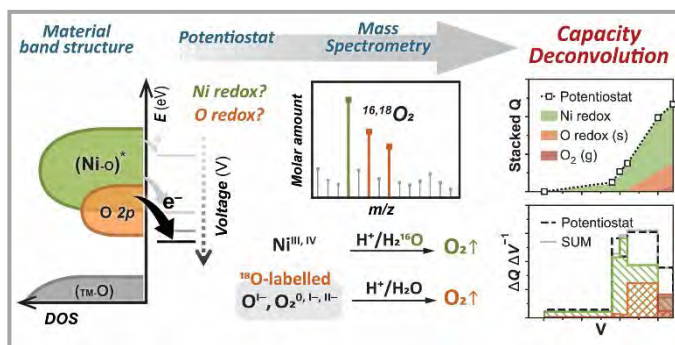 Material
band structure
Potentiostat
Mass
Spectrometry
Capacity
Deconvolution
E (eV)
(Ni-O)*
O 2p
e⁻
(TM-O)
DOS
Ni redox?
O redox?
Voltage (V)
Molar amount
16,18O₂
m/z
Niᴵᴵᴵ, ᴵⱽ
H⁺/H₂¹⁶O
O₂↑
¹⁸O-labelled
Oᴵ⁻, O₂⁰, ᴵ⁻, ᴵᴵ⁻
H⁺/H₂O
O₂↑
Stacked Q
Potentiostat
Ni redox
O redox (s)
O₂ (g)
ΔQ ΔV⁻¹
Potentiostat
SUM
V